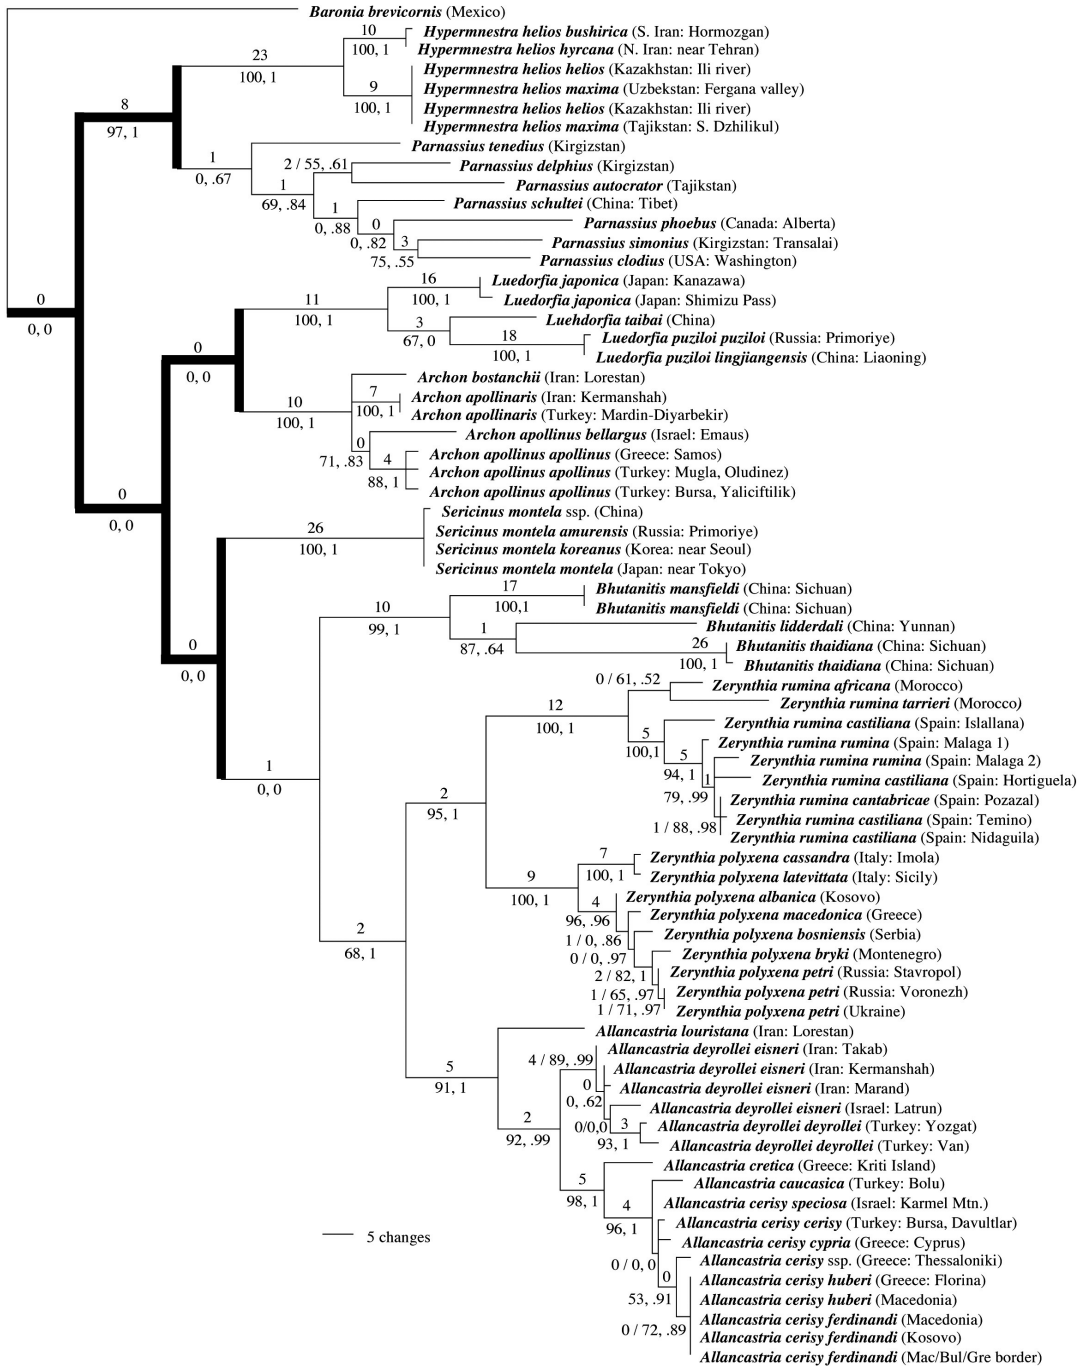 Baronia brevicornis (Mexico)
10
Hypermnestra helios bushirica (S. Iran: Hormozgan)
100, 1
Hypermnestra helios hyrcana (N. Iran: near Tehran)
23
100, 1
Hypermnestra helios helios (Kazakhstan: Ili river)
9
Hypermnestra helios maxima (Uzbekstan: Fergana valley)
100, 1
Hypermnestra helios helios (Kazakhstan: Ili river)
8
97, 1
Hypermnestra helios maxima (Tajikstan: S. Dzhilikul)
Parnassius tenedius (Kirgizstan)
1
0, .67
2 / 55, .61
Parnassius delphius (Kirgizstan)
1
69, .84
Parnassius autocrator (Tajikstan)
Parnassius schultei (China: Tibet)
1
0, .88
Parnassius phoebus (Canada: Alberta)
0
0, .82
Parnassius simonius (Kirgizstan: Transalai)
3
75, .55
Parnassius clodius (USA: Washington)
16
Luedorfia japonica (Japan: Kanazawa)
100, 1
Luedorfia japonica (Japan: Shimizu Pass)
0
0, 0
11
100, 1
Luehdorfia taibai (China)
3
67, 0
18
Luedorfia puziloi puziloi (Russia: Primoriye)
100, 1
Luedorfia puziloi lingjiangensis (China: Liaoning)
0
0, 0
Archon bostanchii (Iran: Lorestan)
7
Archon apollinaris (Iran: Kermanshah)
100, 1
Archon apollinaris (Turkey: Mardin-Diyarbekir)
10
100, 1
Archon apollinus bellargus (Israel: Emaus)
0
71, .83
Archon apollinus apollinus (Greece: Samos)
4
Archon apollinus apollinus (Turkey: Mugla, Oludinez)
88, 1
Archon apollinus apollinus (Turkey: Bursa, Yaliciftilik)
0
0, 0
Sericinus montela ssp. (China)
26
Sericinus montela amurensis (Russia: Primoriye)
100, 1
Sericinus montela koreanus (Korea: near Seoul)
Sericinus montela montela (Japan: near Tokyo)
17
Bhutanitis mansfieldi (China: Sichuan)
100,1
Bhutanitis mansfieldi (China: Sichuan)
10
99, 1
Bhutanitis lidderdali (China: Yunnan)
1
87, .64
26
Bhutanitis thaidiana (China: Sichuan)
100, 1
Bhutanitis thaidiana (China: Sichuan)
0
0, 0
0 / 61, .52
Zerynthia rumina africana (Morocco)
Zerynthia rumina tarrieri (Morocco)
12
100, 1
Zerynthia rumina castiliana (Spain: Islallana)
5
100,1
Zerynthia rumina rumina (Spain: Malaga 1)
5
94, 1
Zerynthia rumina rumina (Spain: Malaga 2)
1
79, .99
Zerynthia rumina castiliana (Spain: Hortiguela)
1
0, 0
Zerynthia rumina cantabricae (Spain: Pozazal)
2
95, 1
Zerynthia rumina castiliana (Spain: Temino)
1 / 88, .98
Zerynthia rumina castiliana (Spain: Nidaguila)
7
Zerynthia polyxena cassandra (Italy: Imola)
100, 1
Zerynthia polyxena latevittata (Italy: Sicily)
9
100, 1
Zerynthia polyxena albanica (Kosovo)
4
96, .96
Zerynthia polyxena macedonica (Greece)
1 / 0, .86
Zerynthia polyxena bosniensis (Serbia)
2
68, 1
0 / 0, .97
Zerynthia polyxena bryki (Montenegro)
2 / 82, 1
Zerynthia polyxena petri (Russia: Stavropol)
1 / 65, .97
Zerynthia polyxena petri (Russia: Voronezh)
1 / 71, .97
Zerynthia polyxena petri (Ukraine)
Allancastria louristana (Iran: Lorestan)
Allancastria deyrollei eisneri (Iran: Takab)
4 / 89, .99
Allancastria deyrollei eisneri (Iran: Kermanshah)
5
91, 1
0
0, .62
Allancastria deyrollei eisneri (Iran: Marand)
Allancastria deyrollei eisneri (Israel: Latrun)
0/0,0
3
Allancastria deyrollei deyrollei (Turkey: Yozgat)
93, 1
Allancastria deyrollei deyrollei (Turkey: Van)
2
92, .99
Allancastria cretica (Greece: Kriti Island)
5
98, 1
Allancastria caucasica (Turkey: Bolu)
4
96, 1
Allancastria cerisy speciosa (Israel: Karmel Mtn.)
Allancastria cerisy cerisy (Turkey: Bursa, Davultlar)
5 changes
Allancastria cerisy cypria (Greece: Cyprus)
0 / 0, 0
Allancastria cerisy ssp. (Greece: Thessaloniki)
0
53, .91
Allancastria cerisy huberi (Greece: Florina)
Allancastria cerisy huberi (Macedonia)
Allancastria cerisy ferdinandi (Macedonia)
0 / 72, .89
Allancastria cerisy ferdinandi (Kosovo)
Allancastria cerisy ferdinandi (Mac/Bul/Gre border)